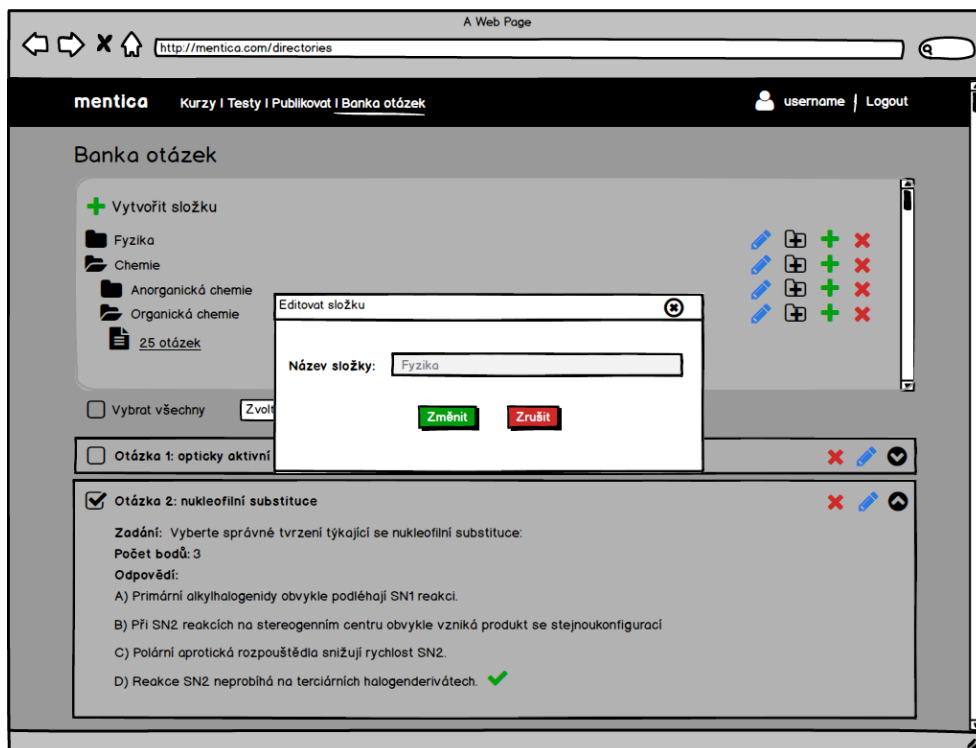 A Web Page
http://mentica.com/directories
mentica Kurzy I Testy I Publikovat I Banka otázek username | Logout
Banka otázek
Vytvořit složku
Fyzika
Chemie
Anorganická chemie
Organická chemie
25 otázek
Editovat složku
Název složky: Fyzika
Změnit Zrušit
Vybrat všechny
Otázka 1: opticky aktivní
Otázka 2: nukleofilní substituce
Zadání: Vyberte správné tvrzení týkající se nukleofilní substituce:
Počet bodů: 3
Odpovědí:
A) Primární alkylhalogenidy obvykle podléhají SN1 reakci.
B) Při SN2 reakcích na stereogenním centru obvykle vzniká produkt se stejnoukonfigurací
C) Polární aprotická rozpouštědla snižují rychlost SN2.
D) Reakce SN2 neprobíhá na terciárních halogenderivátech.